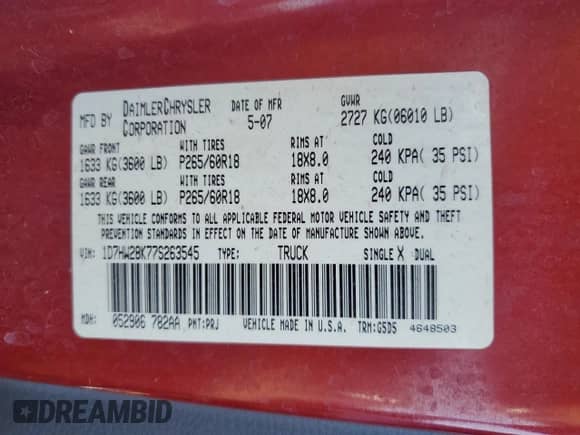 MFD BY DAIMLERCHRYSLER CORPORATION DATE OF MFR 5-07 GVWR 2727 KG(06010 LB)
GAWR FRONT WITH TIRES RIMS AT COLD
1633 KG(3600 LB) P265/60R18 18X8.0 240 KPA( 35 PSI)
GAWR REAR WITH TIRES RIMS AT COLD
1633 KG(3600 LB) P265/60R18 18X8.0 240 KPA( 35 PSI)
THIS VEHICLE CONFORMS TO ALL APPLICABLE FEDERAL MOTOR VEHICLE SAFETY AND THEFT
PREVENTION STANDARDS IN EFFECT ON THE DATE OF MANUFACTURE SHOWN ABOVE.
VIN: 1D7HW28K77S263545 TYPE: TRUCK SINGLE X DUAL
MDH: 052906 782AA PNT:PRJ VEHICLE MADE IN U.S.A. TRM:G5D5 4648503
DREAMBID